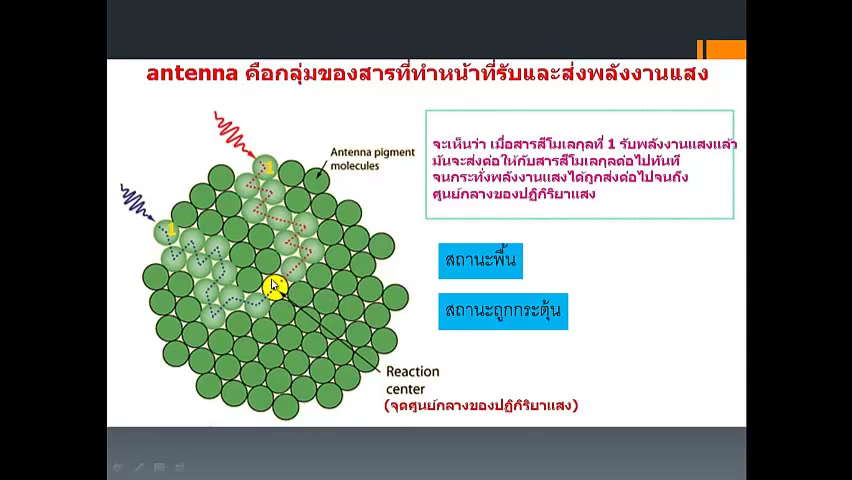 antenna คือกลุ่มของสารที่ทำหน้าที่รับและส่งพลังงานแสง
Antenna pigment
molecules
1
1
จะเห็นว่า เมื่อสารสีโมเลกุลที่ 1 รับพลังงานแสงแล้ว
มันจะส่งต่อให้กับสารสีโมเลกุลต่อไปทันที
จนกระทั่งพลังงานแสงได้ถูกส่งต่อไปจนถึง
ศูนย์กลางของปฏิกิริยาแสง
สถานะพื้น
สถานะถูกกระตุ้น
Reaction
center
(จุดศูนย์กลางของปฏิกิริยาแสง)